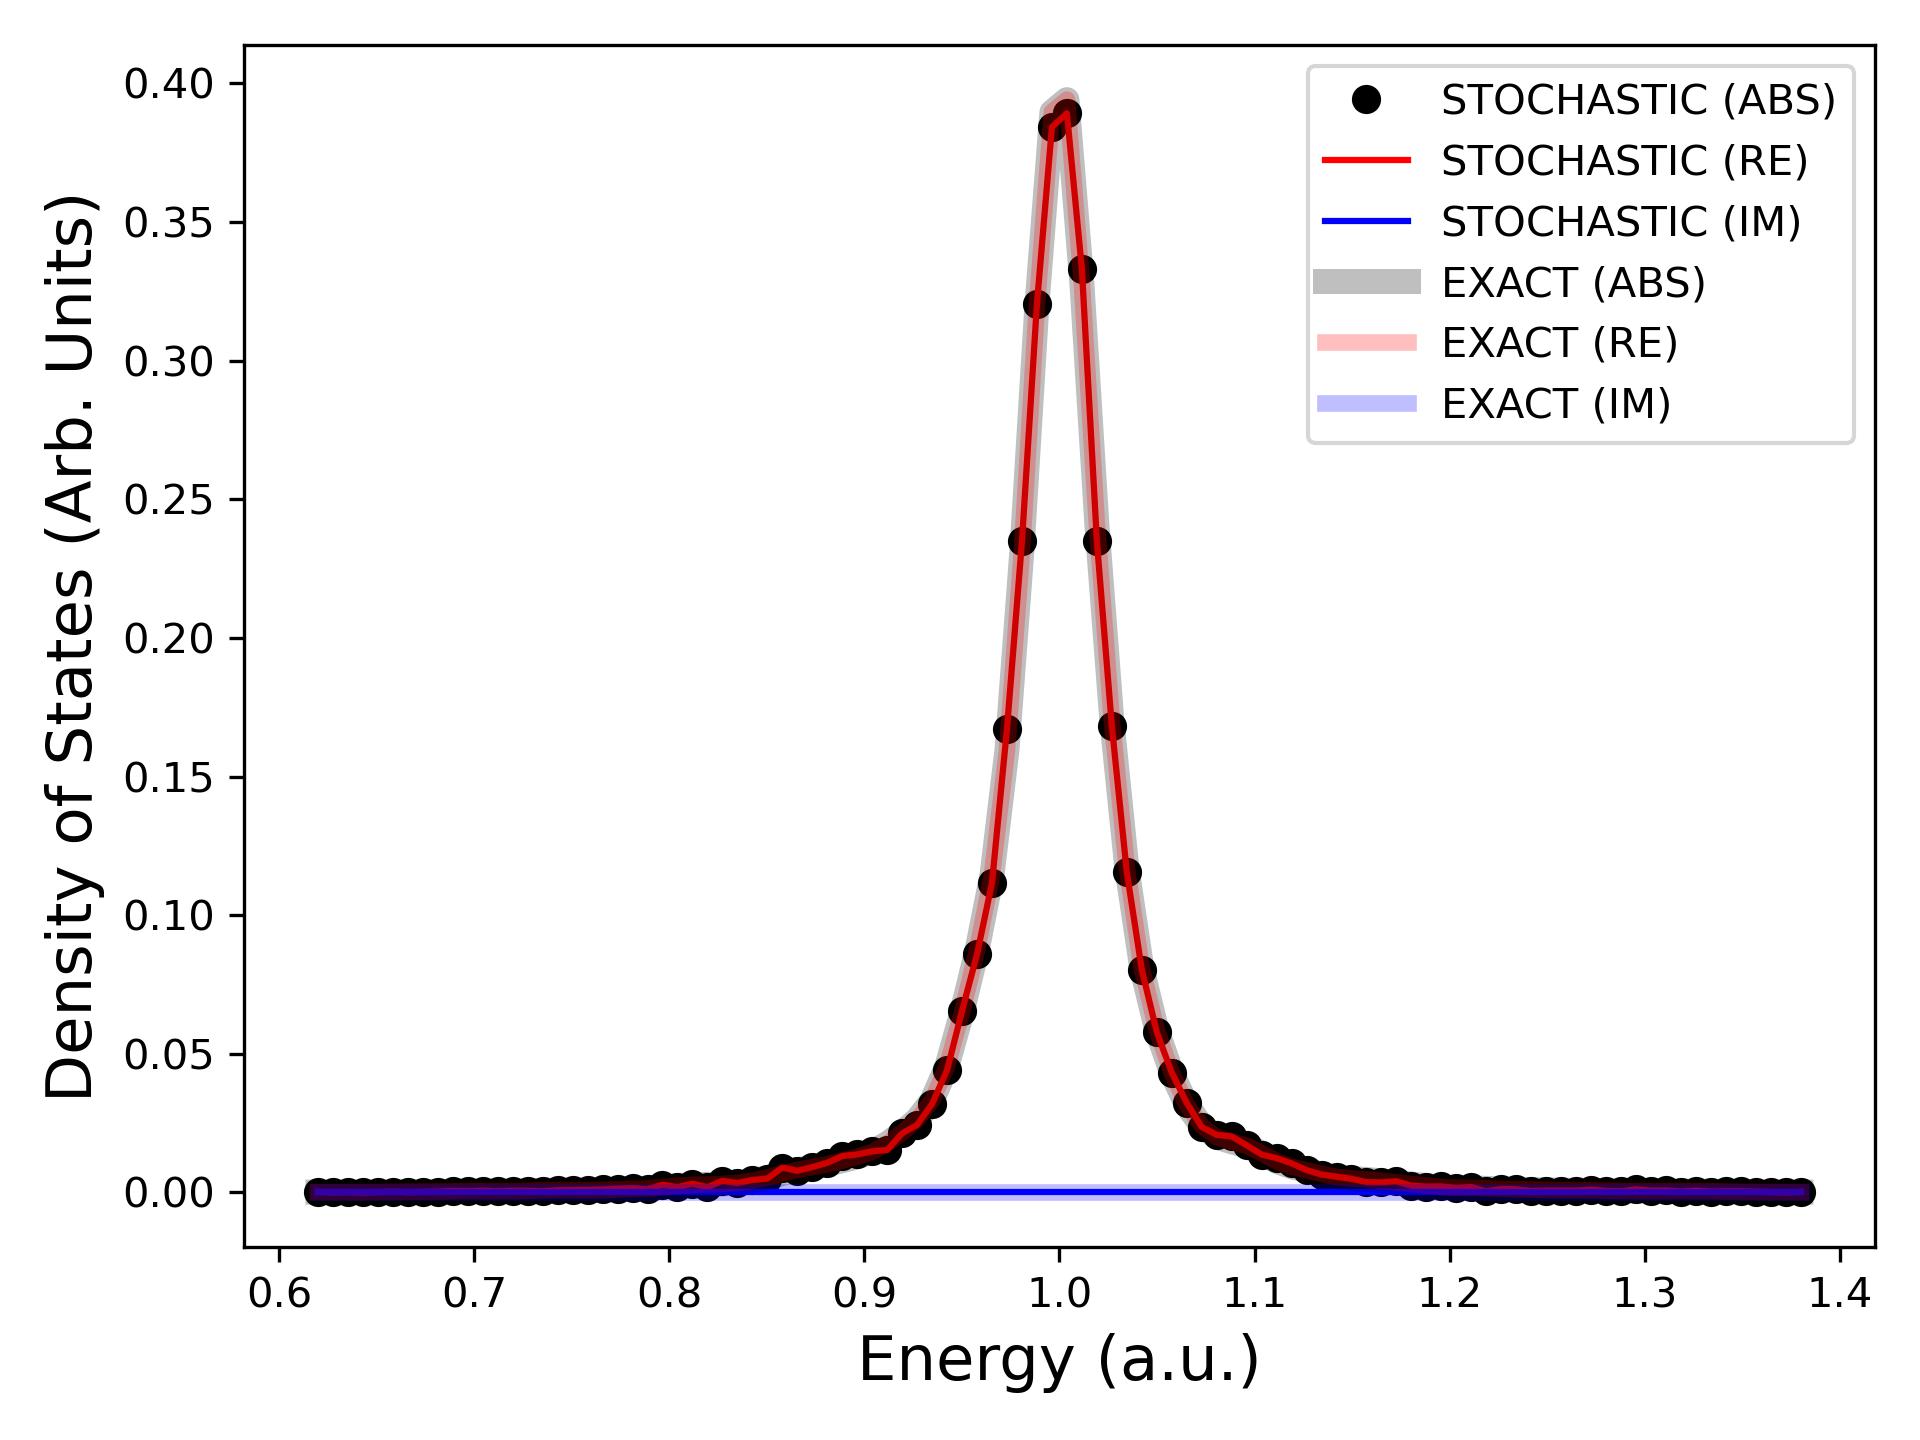 0.40
0.35
0.30
0.25
0.20
0.15
0.10
0.05
0.00
Density of States (Arb. Units)
STOCHASTIC (ABS)
STOCHASTIC (RE)
STOCHASTIC (IM)
EXACT (ABS)
EXACT (RE)
EXACT (IM)
0.6 0.7 0.8 0.9 1.0 1.1 1.2 1.3 1.4
Energy (a.u.)